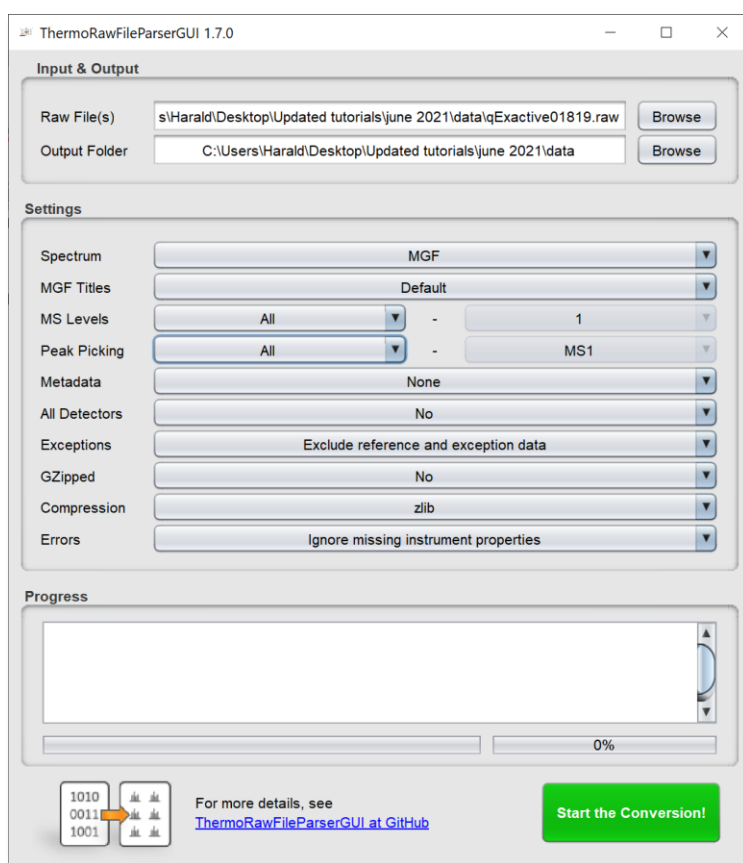 ThermoRawFileParserGUI 1.7.0
Input & Output
Raw File(s) s\Harald\Desktop\Updated tutorials\june 2021\data\qExactive01819.raw Browse
Output Folder C:\Users\Harald\Desktop\Updated tutorials\june 2021\data Browse
Settings
Spectrum MGF
MGF Titles Default
MS Levels All - 1
Peak Picking All - MS1
Metadata None
All Detectors No
Exceptions Exclude reference and exception data
GZipped No
Compression zlib
Errors Ignore missing instrument properties
Progress
0%
1010
0011
1001
For more details, see
ThermoRawFileParserGUI at GitHub
Start the Conversion!